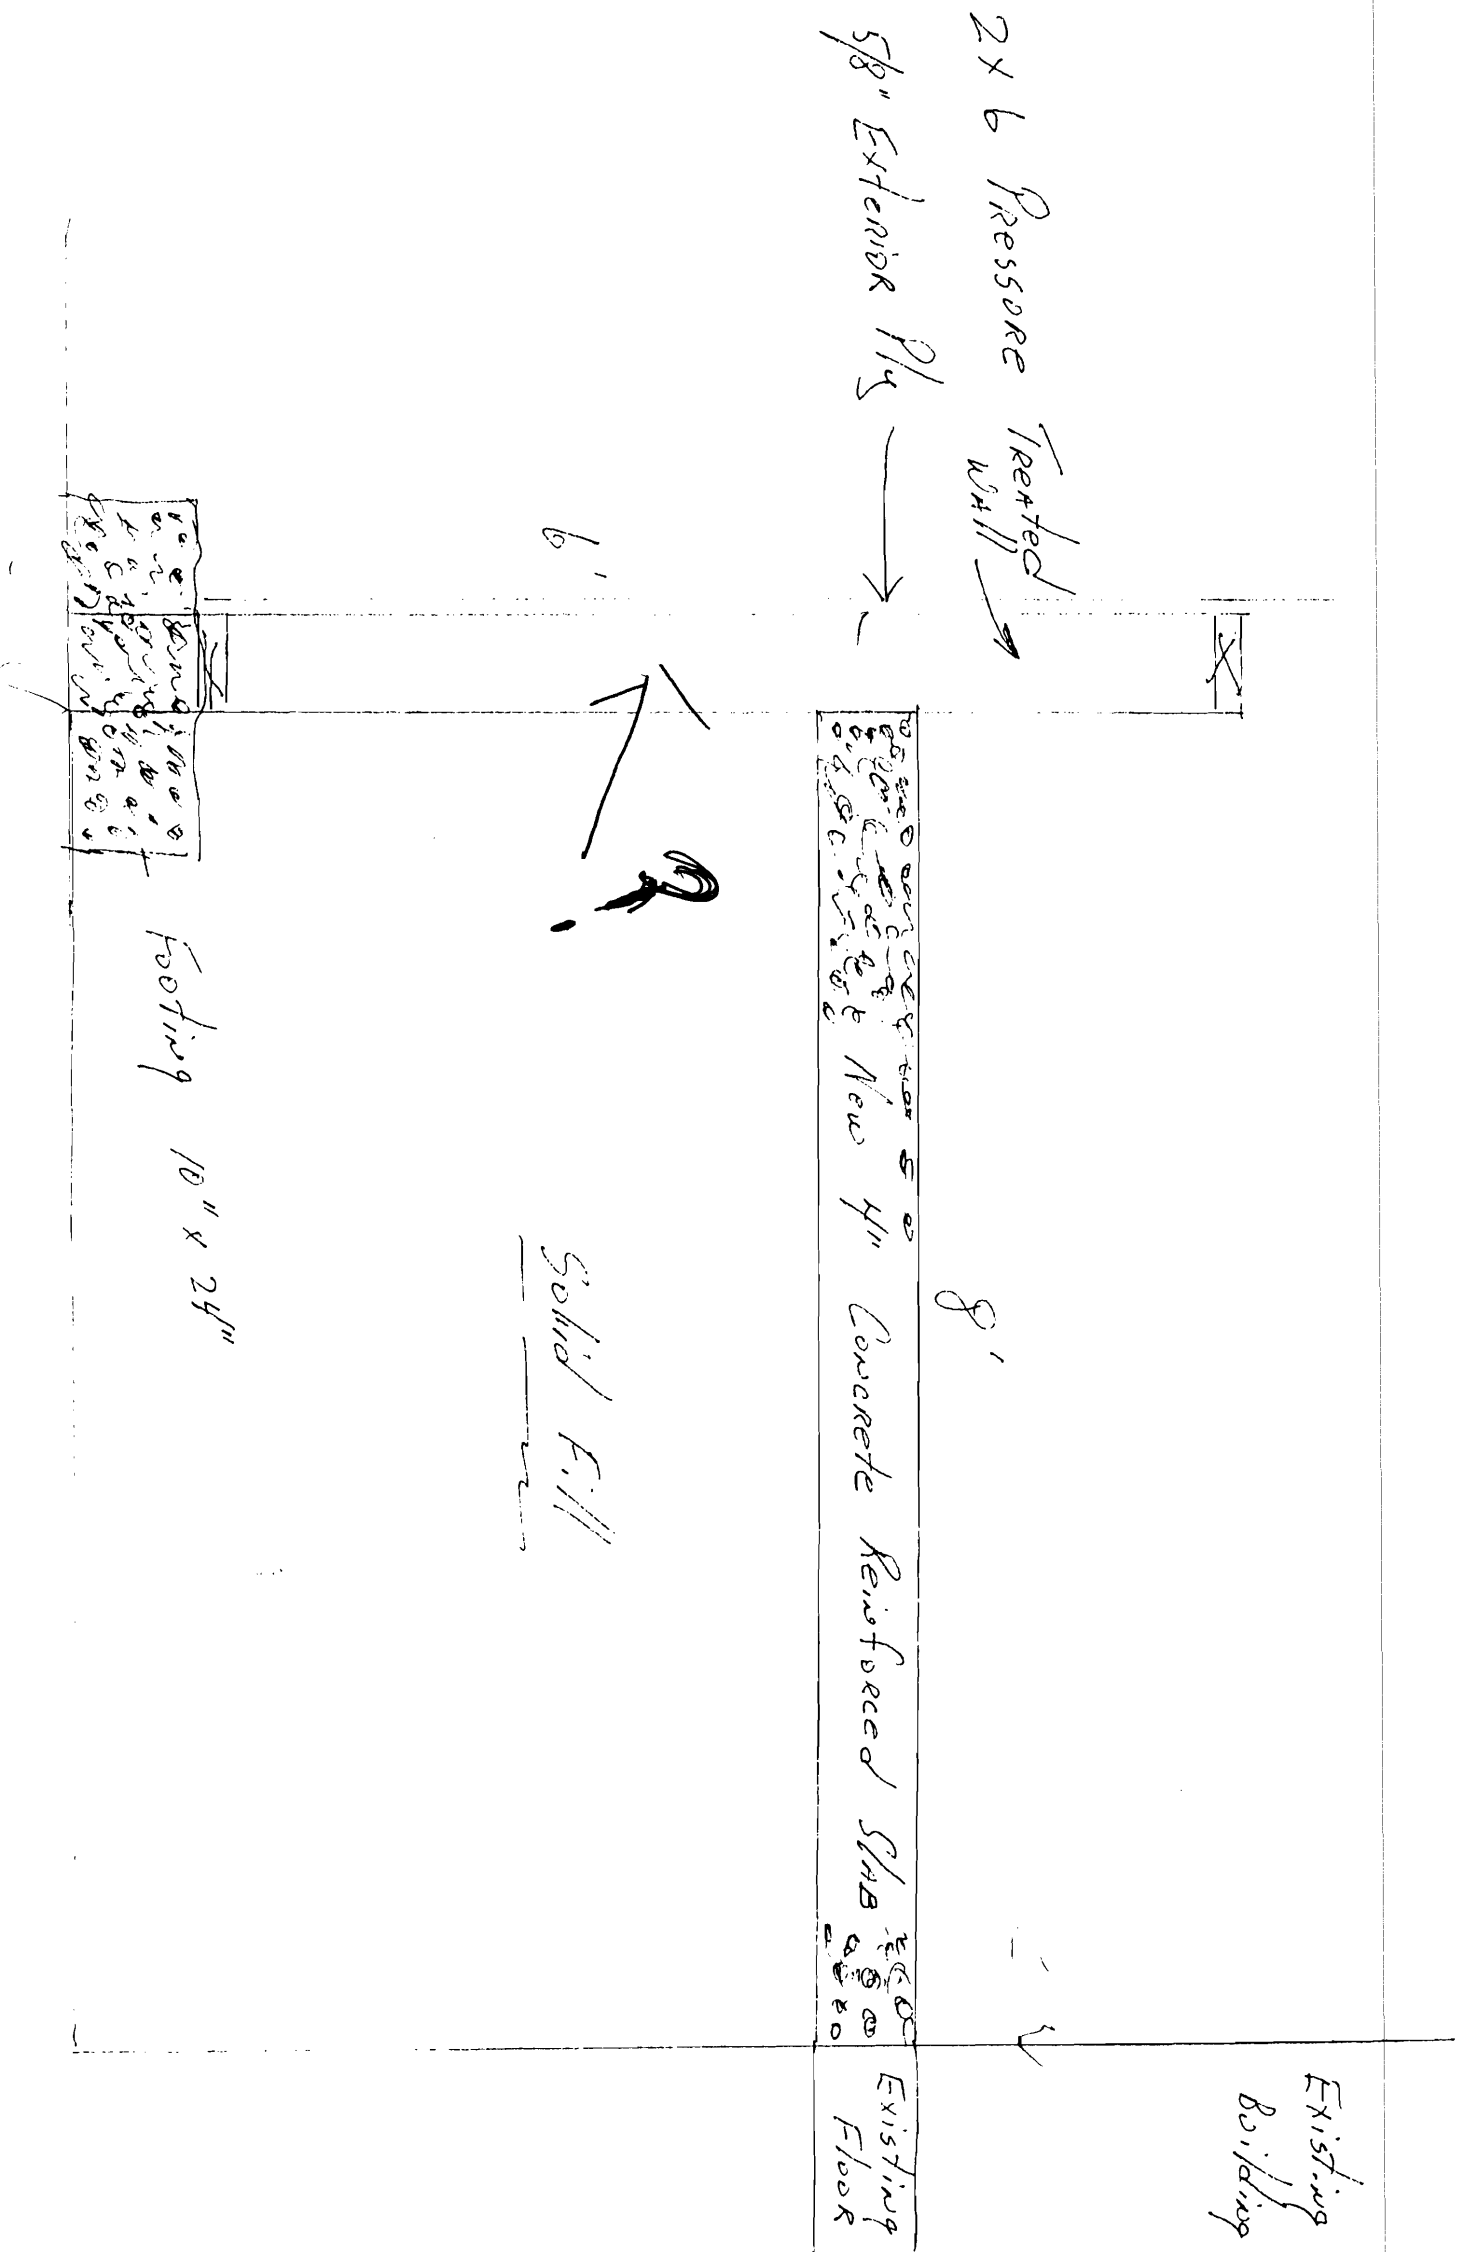 Existing
Building
2x6 Pressure Treated
Wall
8'
5/8" Exterior Ply
New 4" Concrete Reinforced Slab
Existing
Floor
6'
?
Solid Fill
Footing 10" x 24"